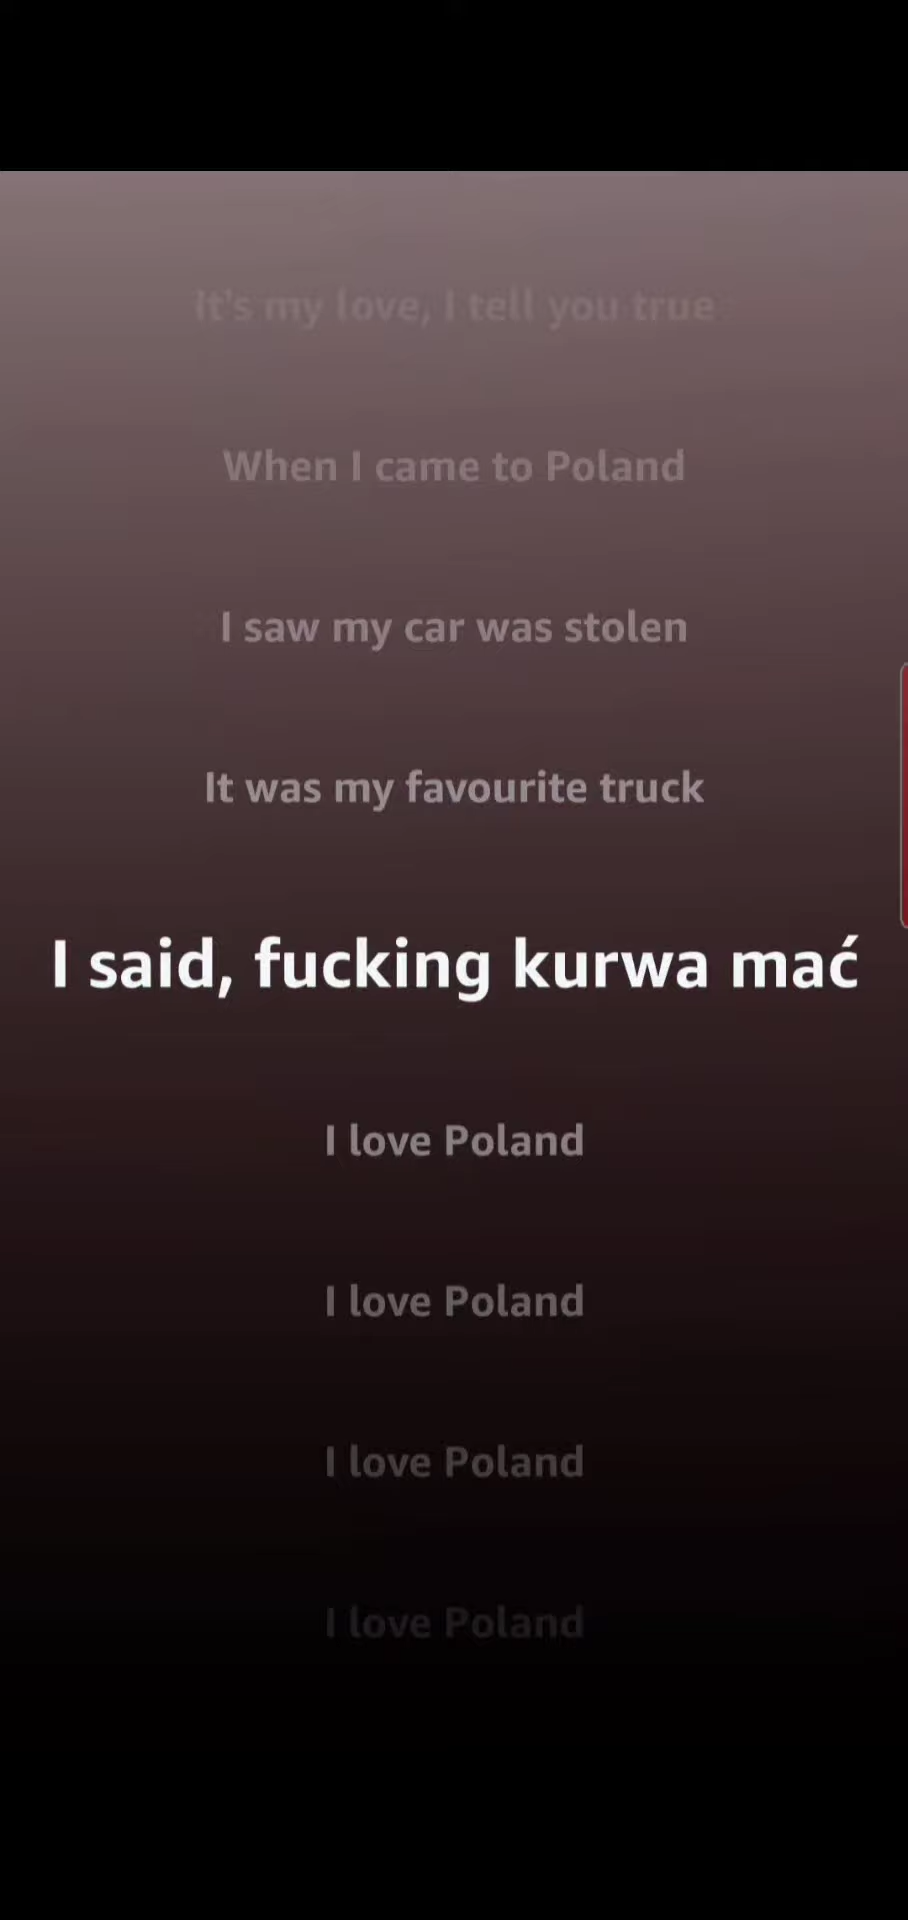 It's my love, I tell you true
When I came to Poland
I saw my car was stolen
It was my favourite truck
I said, fucking kurwa mać
I love Poland
I love Poland
I love Poland
I love Poland